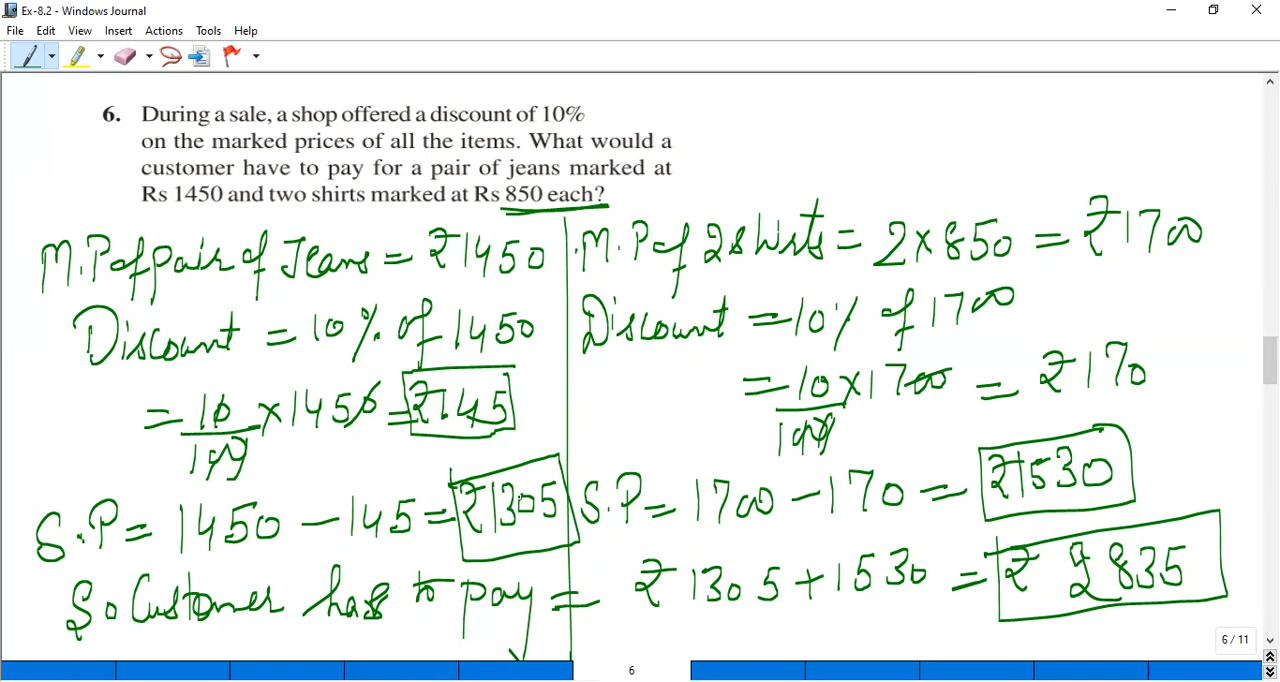 Ex-8.2 - Windows Journal
File Edit View Insert Actions Tools Help
6. During a sale, a shop offered a discount of 10%
on the marked prices of all the items. What would a
customer have to pay for a pair of jeans marked at
Rs 1450 and two shirts marked at Rs 850 each?
M.P of pair of Jeans = ₹1450
Discount = 10% of 1450
= 10/100 × 1450 = ₹145
S.P = 1450 - 145 = ₹1305
M.P of 2 shirts = 2 × 850 = ₹1700
Discount = 10% of 1700
= 10/100 × 1700 = ₹170
S.P = 1700 - 170 = ₹1530
So Customer has to pay = ₹1305 + 1530 = ₹2835
6 / 11
6